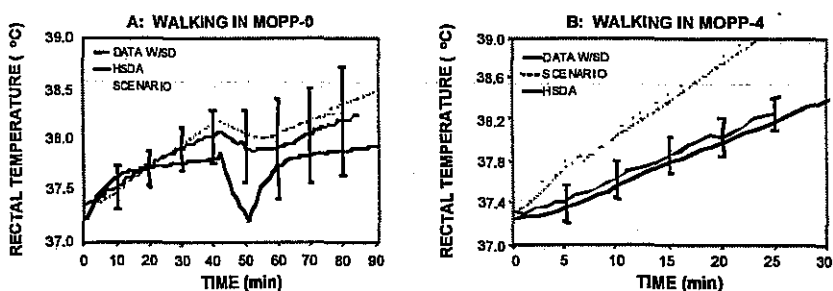 A: WALKING IN MOPP-0
RECTAL TEMPERATURE ( ºC)
39.0
38.5
38.0
37.5
37.0
DATA W/SD
HSDA
SCENARIO
0 10 20 30 40 50 60 70 80 90
TIME (min)
B: WALKING IN MOPP-4
RECTAL TEMPERATURE ( ºC)
39.0
38.6
38.2
37.8
37.4
37.0
DATA W/SD
SCENARIO
HSDA
0 5 10 15 20 25 30
TIME (min)